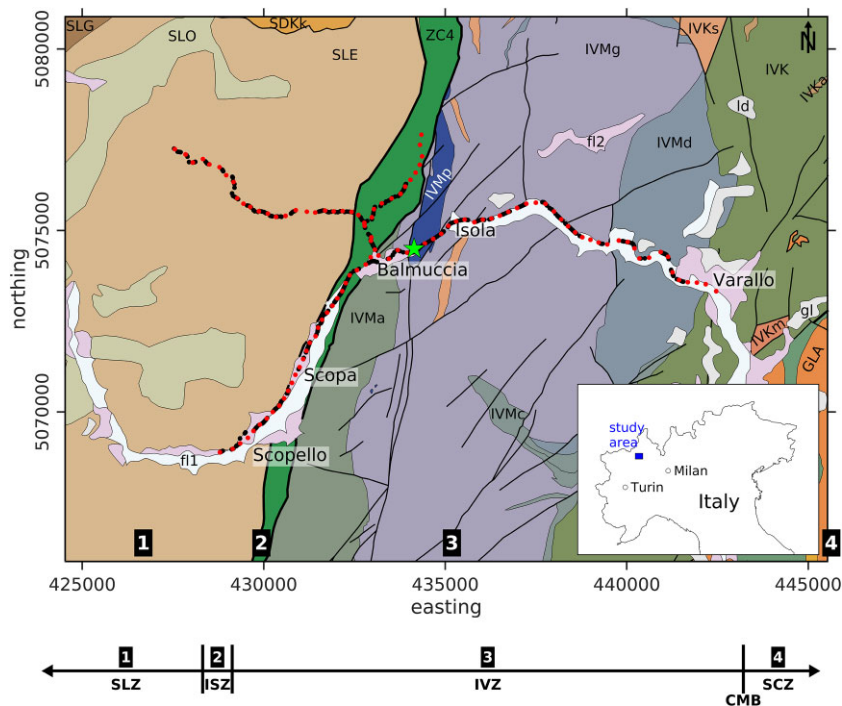 SLG
SLO
SDKk
SLE
ZC4
IVMg
IVKs
N
IVK
IVKa
ld
fl2
IVMd
IVMp
Isola
Balmuccia
Varallo
IVMa
gl
IVKm
GLA
Scopa
IVMc
Scopello
fl1
study
area
Milan
Turin
Italy
1
2
3
4
5080000
5075000
5070000
northing
425000
430000
435000
440000
445000
easting
1
2
3
4
SLZ
ISZ
IVZ
CMB
SCZ